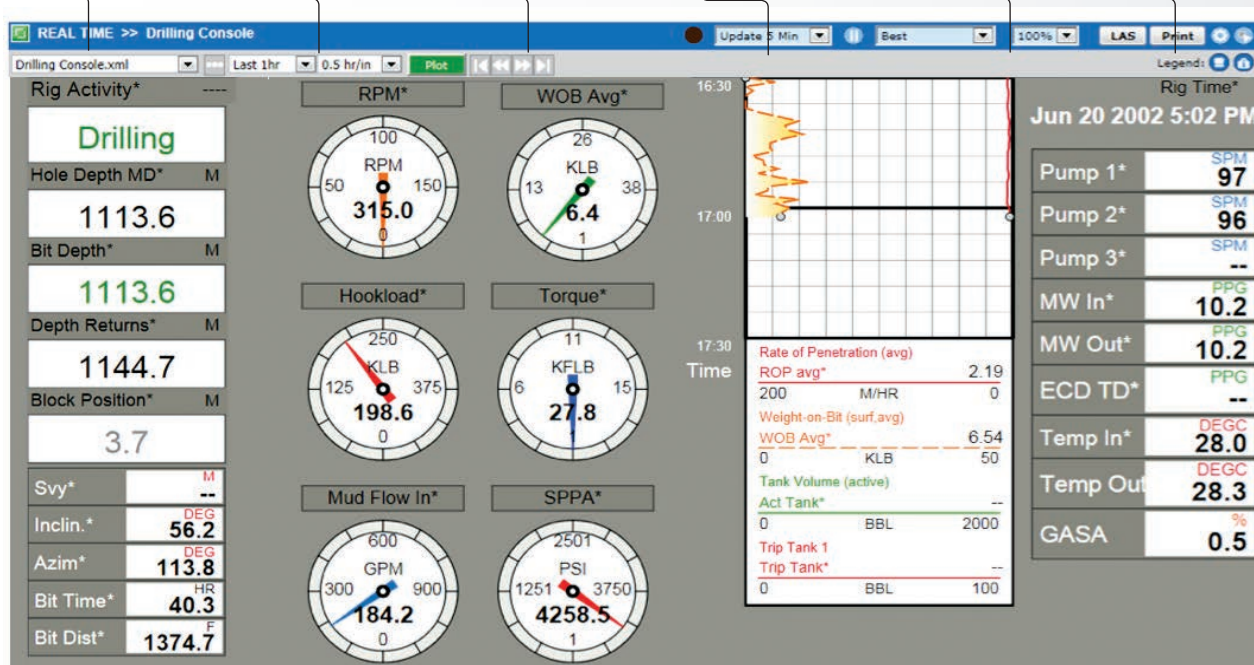 REAL TIME >> Drilling Console
Update 5 Min
Best
100%
LAS
Print
Drilling Console.xml
Last 1hr
0.5 hr/in
Plot
Legend:
Rig Activity* ----
Drilling
Hole Depth MD* M
1113.6
Bit Depth* M
1113.6
Depth Returns* M
1144.7
Block Position* M
3.7
Svy* M
--
Inclin.* DEG
56.2
Azim* DEG
113.8
Bit Time* HR
40.3
Bit Dist* F
1374.7
RPM*
100
RPM
50 150
315.0
0
WOB Avg*
26
KLB
13 38
6.4
1
Hookload*
250
KLB
125 375
198.6
0
Torque*
11
KFLB
6 15
27.8
1
Mud Flow In*
600
GPM
300 900
184.2
0
SPPA*
2501
PSI
1251 3750
4258.5
1
16:30
17:00
17:30
Time
Rate of Penetration (avg)
ROP avg* 2.19
200 M/HR 0
Weight-on-Bit (surf,avg)
WOB Avg* 6.54
0 KLB 50
Tank Volume (active)
Act Tank* --
0 BBL 2000
Trip Tank 1
Trip Tank* --
0 BBL 100
Rig Time*
Jun 20 2002 5:02 PM
Pump 1* SPM
97
Pump 2* SPM
96
Pump 3* SPM
--
MW In* PPG
10.2
MW Out* PPG
10.2
ECD TD* PPG
--
Temp In* DEGC
28.0
Temp Out DEGC
28.3
GASA %
0.5